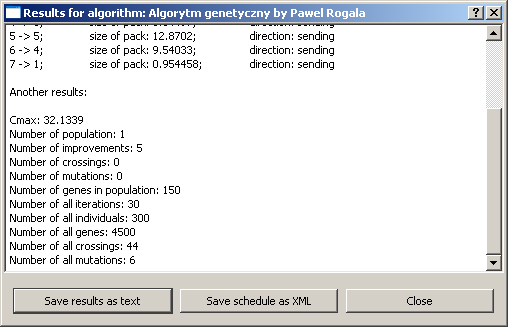 Results for algorithm: Algorytm genetyczny by Pawel Rogala
5 -> 5; size of pack: 12.8702; direction: sending
6 -> 4; size of pack: 9.54033; direction: sending
7 -> 1; size of pack: 0.954458; direction: sending
Another results:
Cmax: 32.1339
Number of population: 1
Number of improvements: 5
Number of crossings: 0
Number of mutations: 0
Number of genes in population: 150
Number of all iterations: 30
Number of all individuals: 300
Number of all genes: 4500
Number of all crossings: 44
Number of all mutations: 6
Save results as text Save schedule as XML Close